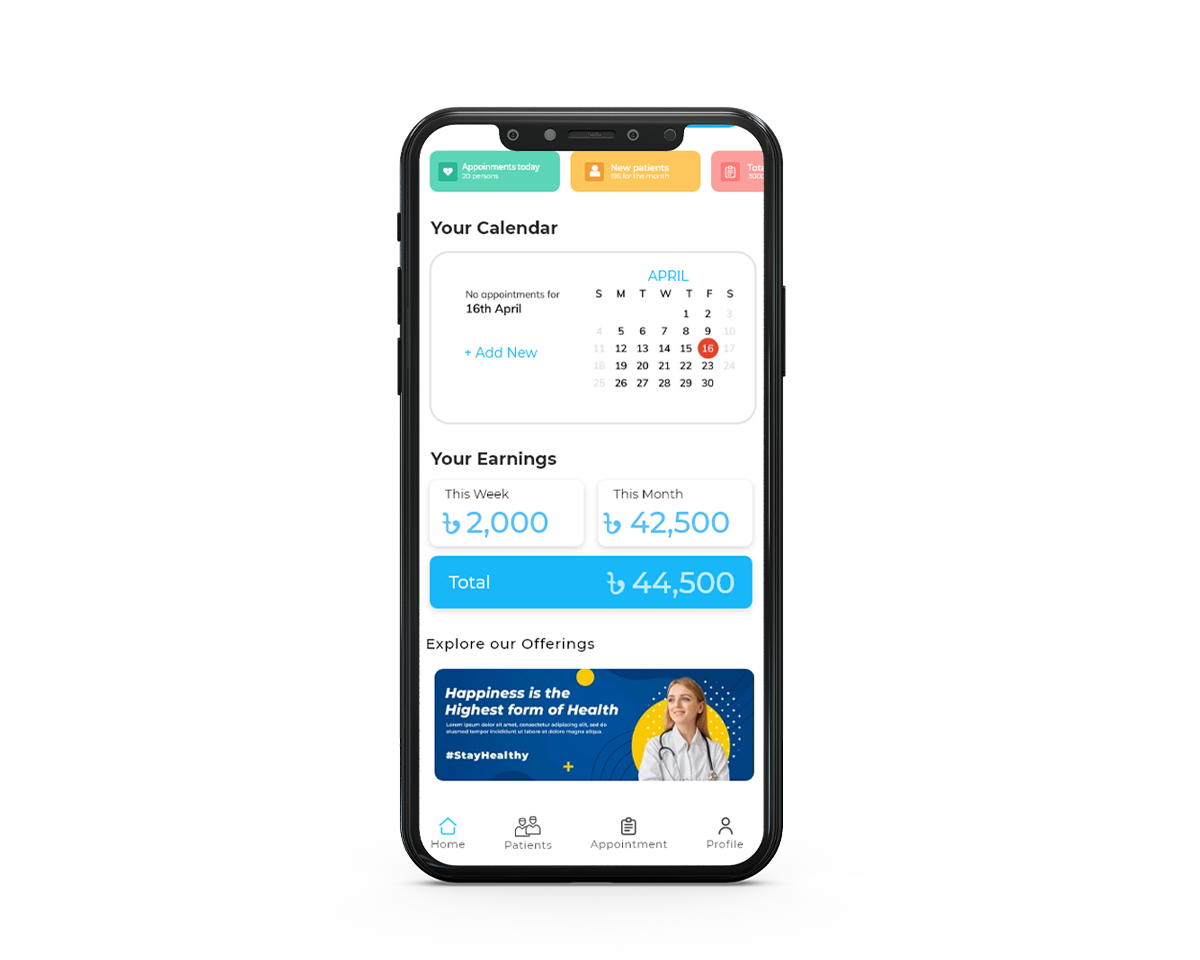 Appoinments today
20 persons
New patients
196 for the month
Tota
3000
Your Calendar
No appointments for
16th April
+ Add New
APRIL
S M T W T F S
1 2 3
4 5 6 7 8 9 10
11 12 13 14 15 16 17
18 19 20 21 22 23 24
25 26 27 28 29 30
Your Earnings
This Week
৳ 2,000
This Month
৳ 42,500
Total
৳ 44,500
Explore our Offerings
Happiness is the
Highest form of Health
Lorem ipsum dolor sit amet, consectetur adipiscing elit, sed do
eiusmod tempor incididunt ut labore et dolore magna aliqua.
#StayHealthy
Home
Patients
Appointment
Profile